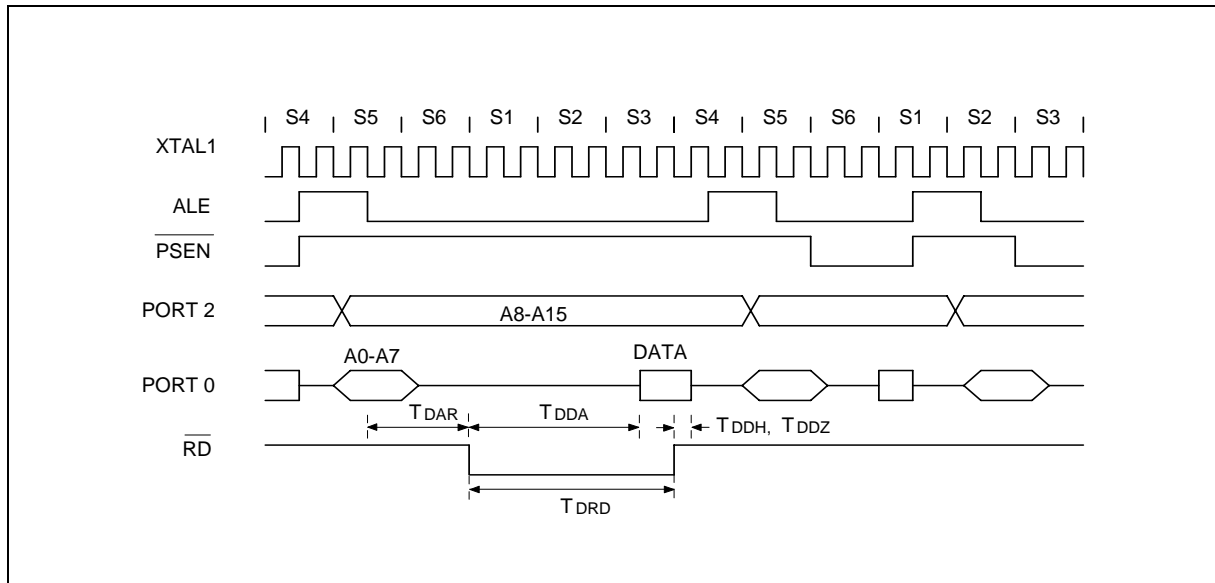 S4 S5 S6 S1 S2 S3 S4 S5 S6 S1 S2 S3
XTAL1
ALE
PSEN
PORT 2
A8-A15
A0-A7
DATA
PORT 0
TDAR
TDDA
TDDH, TDDZ
RD
TDRD